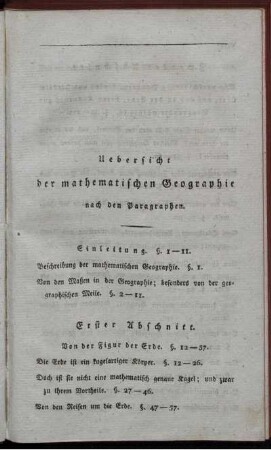 Uebersicht
der mathematischen Geographie
nach den Paragraphen.
Einleitung. §. 1—11.
Beschreibung der mathematischen Geographie. §. 1.
Von den Maßen in der Geographie; besonders von der geo-
graphischen Meile. §. 2—11.
Erster Abschnitt.
Von der Figur der Erde. §. 12—57.
Die Erde ist ein kugelartiger Körper. §. 12—26.
Doch ist sie nicht eine mathematisch genaue Kugel; und zwar
zu ihrem Vortheile. §. 27—46.
Von den Reisen um die Erde. §. 47—57.